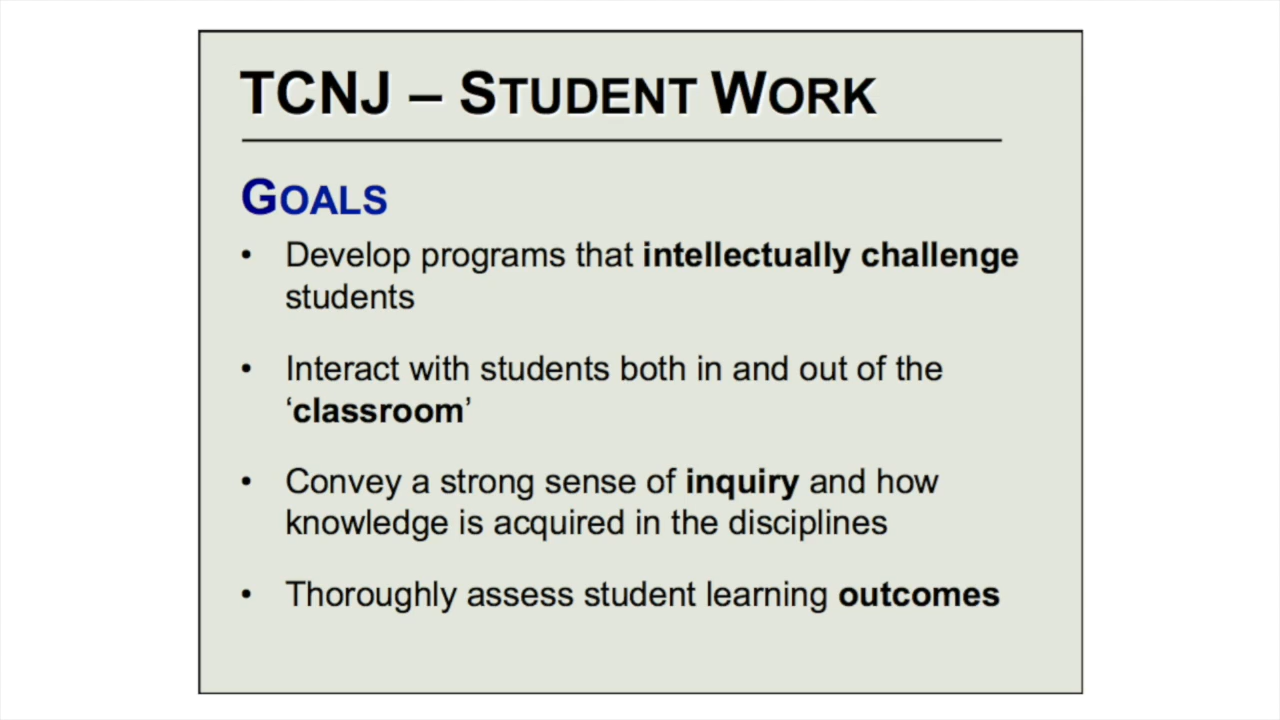 TCNJ – STUDENT WORK
GOALS
• Develop programs that intellectually challenge
students
• Interact with students both in and out of the
‘classroom’
• Convey a strong sense of inquiry and how
knowledge is acquired in the disciplines
• Thoroughly assess student learning outcomes